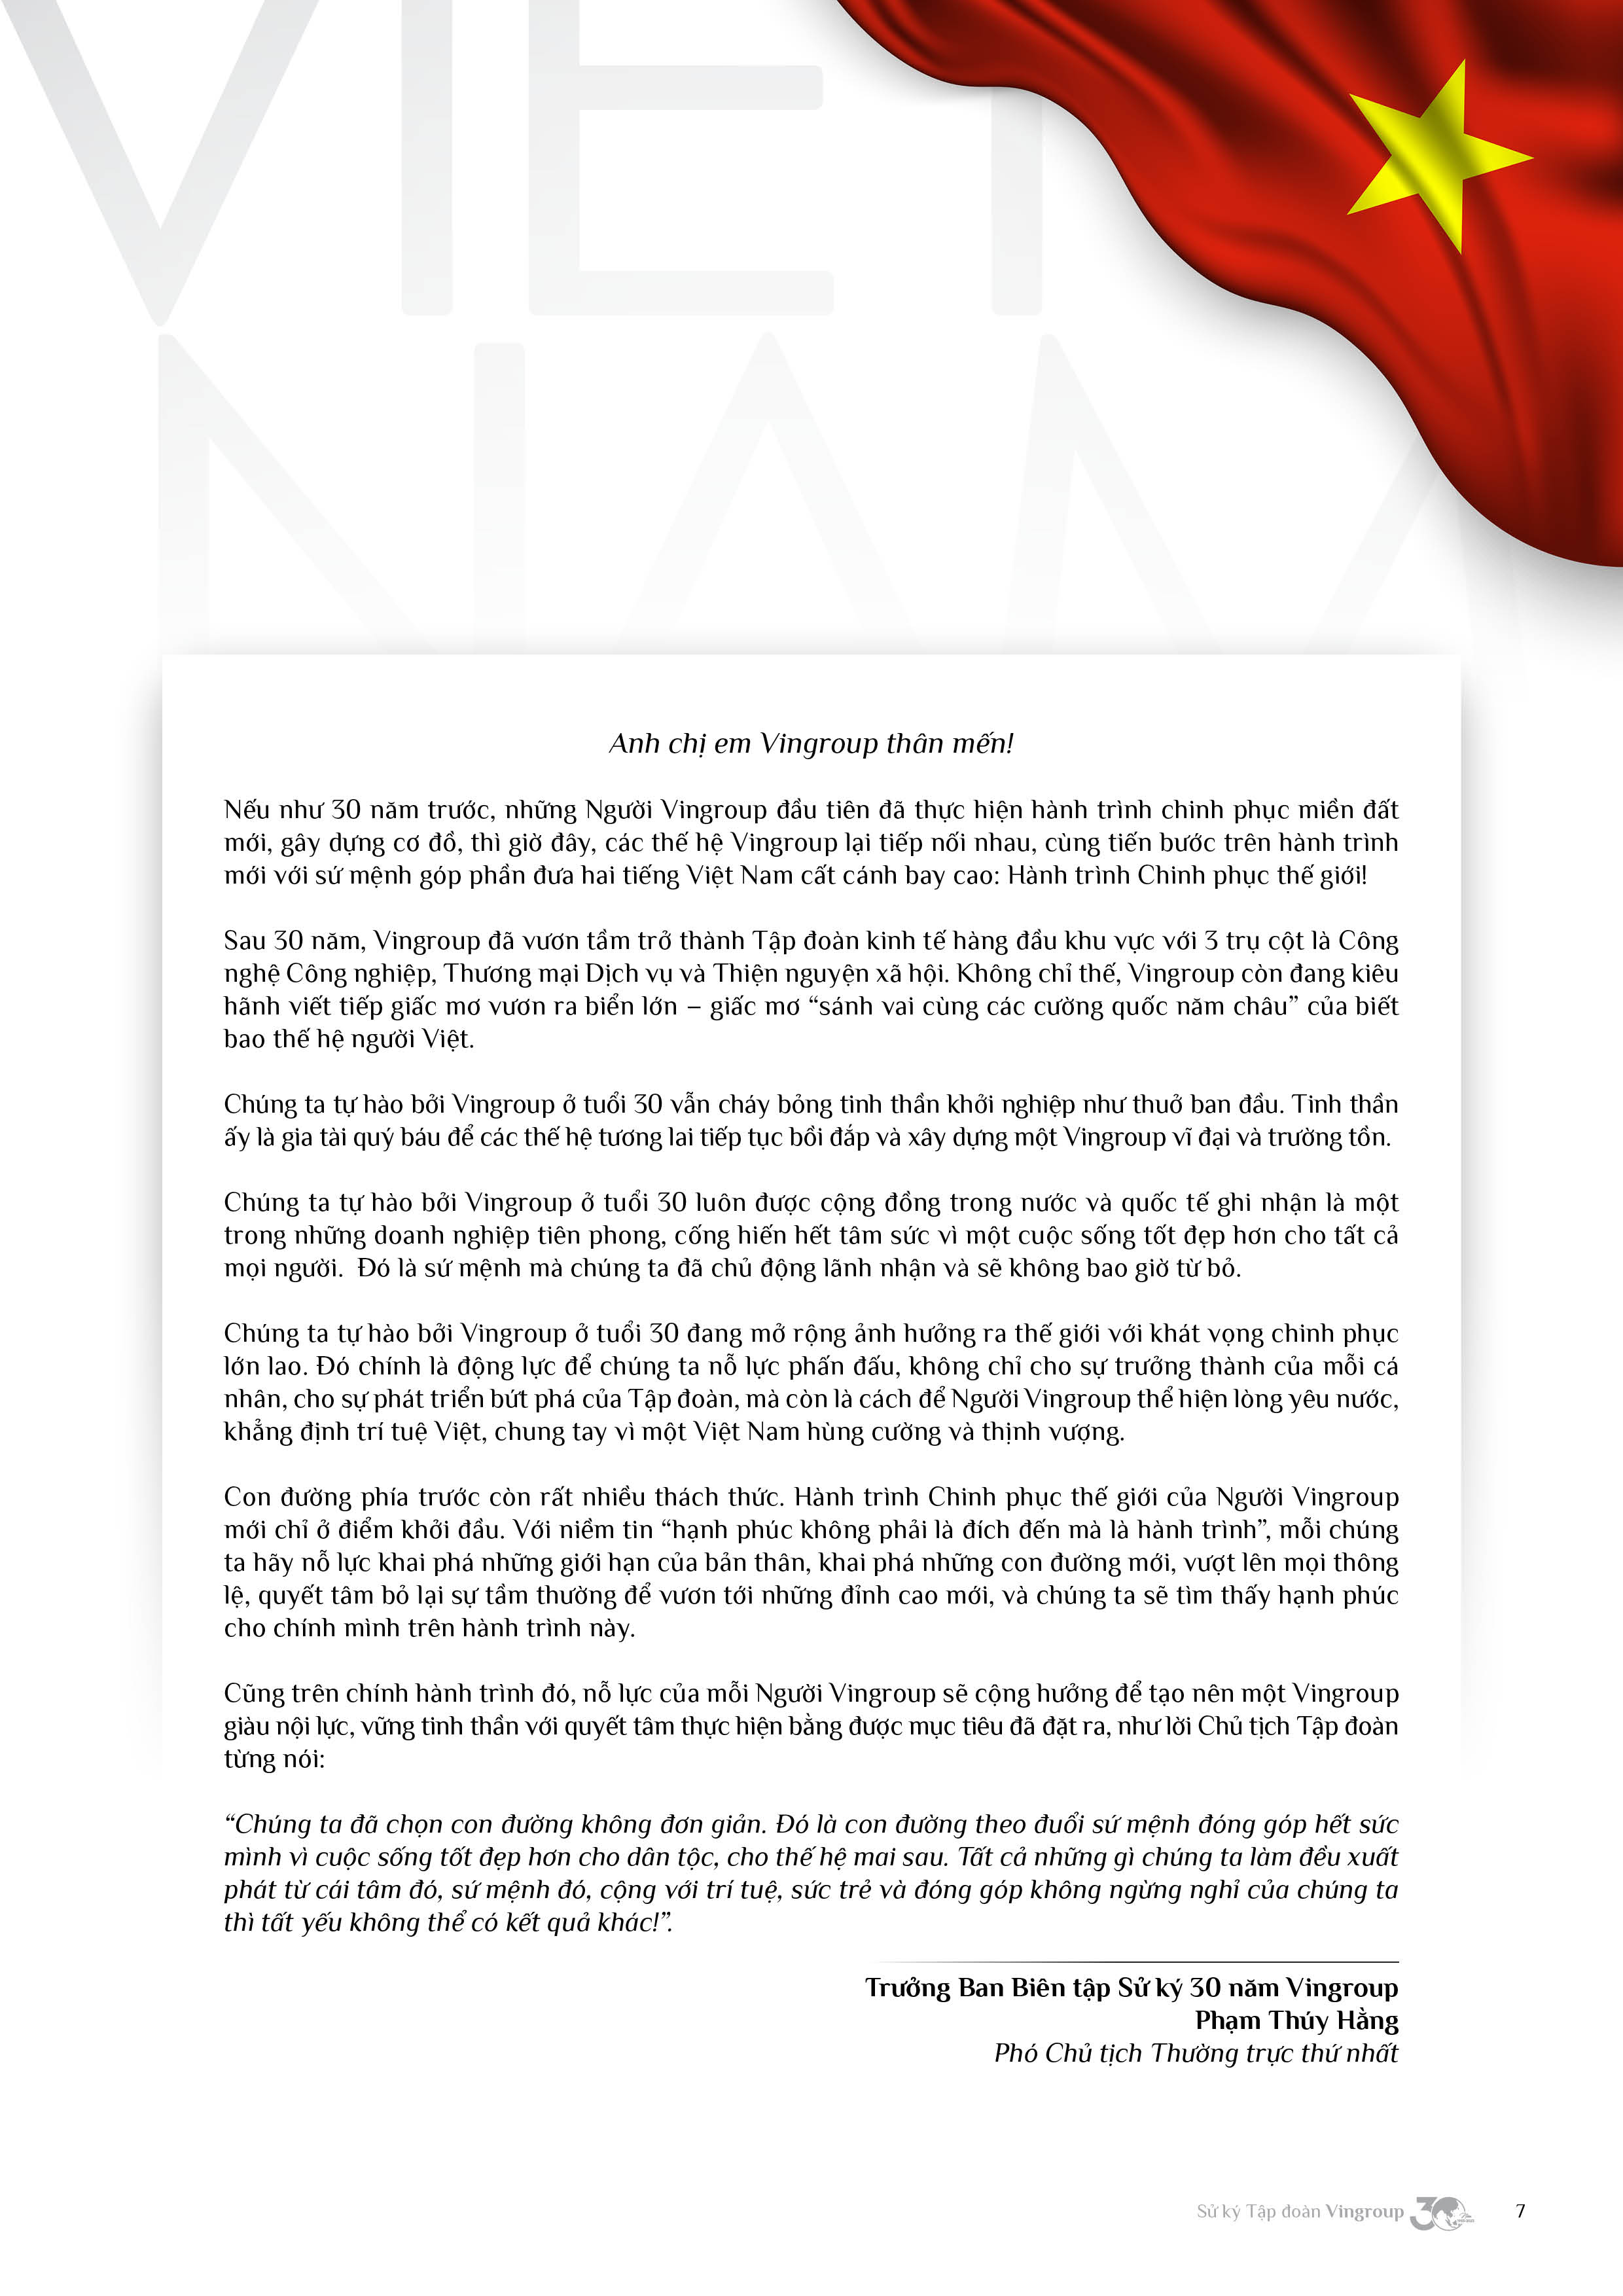 VIET
NAM
Anh chị em Vingroup thân mến!
Nếu như 30 năm trước, những Người Vingroup đầu tiên đã thực hiện hành trình chinh phục miền đất
mới, gây dựng cơ đồ, thì giờ đây, các thế hệ Vingroup lại tiếp nối nhau, cùng tiến bước trên hành trình
mới với sứ mệnh góp phần đưa hai tiếng Việt Nam cất cánh bay cao: Hành trình Chinh phục thế giới!
Sau 30 năm, Vingroup đã vươn tầm trở thành Tập đoàn kinh tế hàng đầu khu vực với 3 trụ cột là Công
nghệ Công nghiệp, Thương mại Dịch vụ và Thiện nguyện xã hội. Không chỉ thế, Vingroup còn đang kiêu
hãnh viết tiếp giấc mơ vươn ra biển lớn – giấc mơ “sánh vai cùng các cường quốc năm châu” của biết
bao thế hệ người Việt.
Chúng ta tự hào bởi Vingroup ở tuổi 30 vẫn cháy bỏng tinh thần khởi nghiệp như thuở ban đầu. Tinh thần
ấy là gia tài quý báu để các thế hệ tương lai tiếp tục bồi đắp và xây dựng một Vingroup vĩ đại và trường tồn.
Chúng ta tự hào bởi Vingroup ở tuổi 30 luôn được cộng đồng trong nước và quốc tế ghi nhận là một
trong những doanh nghiệp tiên phong, cống hiến hết tâm sức vì một cuộc sống tốt đẹp hơn cho tất cả
mọi người. Đó là sứ mệnh mà chúng ta đã chủ động lãnh nhận và sẽ không bao giờ từ bỏ.
Chúng ta tự hào bởi Vingroup ở tuổi 30 đang mở rộng ảnh hưởng ra thế giới với khát vọng chinh phục
lớn lao. Đó chính là động lực để chúng ta nỗ lực phấn đấu, không chỉ cho sự trưởng thành của mỗi cá
nhân, cho sự phát triển bứt phá của Tập đoàn, mà còn là cách để Người Vingroup thể hiện lòng yêu nước,
khẳng định trí tuệ Việt, chung tay vì một Việt Nam hùng cường và thịnh vượng.
Con đường phía trước còn rất nhiều thách thức. Hành trình Chinh phục thế giới của Người Vingroup
mới chỉ ở điểm khởi đầu. Với niềm tin “hạnh phúc không phải là đích đến mà là hành trình”, mỗi chúng
ta hãy nỗ lực khai phá những giới hạn của bản thân, khai phá những con đường mới, vượt lên mọi thông
lệ, quyết tâm bỏ lại sự tầm thường để vươn tới những đỉnh cao mới, và chúng ta sẽ tìm thấy hạnh phúc
cho chính mình trên hành trình này.
Cũng trên chính hành trình đó, nỗ lực của mỗi Người Vingroup sẽ cộng hưởng để tạo nên một Vingroup
giàu nội lực, vững tinh thần với quyết tâm thực hiện bằng được mục tiêu đã đặt ra, như lời Chủ tịch Tập đoàn
từng nói:
“Chúng ta đã chọn con đường không đơn giản. Đó là con đường theo đuổi sứ mệnh đóng góp hết sức
mình vì cuộc sống tốt đẹp hơn cho dân tộc, cho thế hệ mai sau. Tất cả những gì chúng ta làm đều xuất
phát từ cái tâm đó, sứ mệnh đó, cộng với trí tuệ, sức trẻ và đóng góp không ngừng nghỉ của chúng ta
thì tất yếu không thể có kết quả khác!”.
Trưởng Ban Biên tập Sử ký 30 năm Vingroup
Phạm Thúy Hằng
Phó Chủ tịch Thường trực thứ nhất
Sử ký Tập đoàn Vingroup 30 7